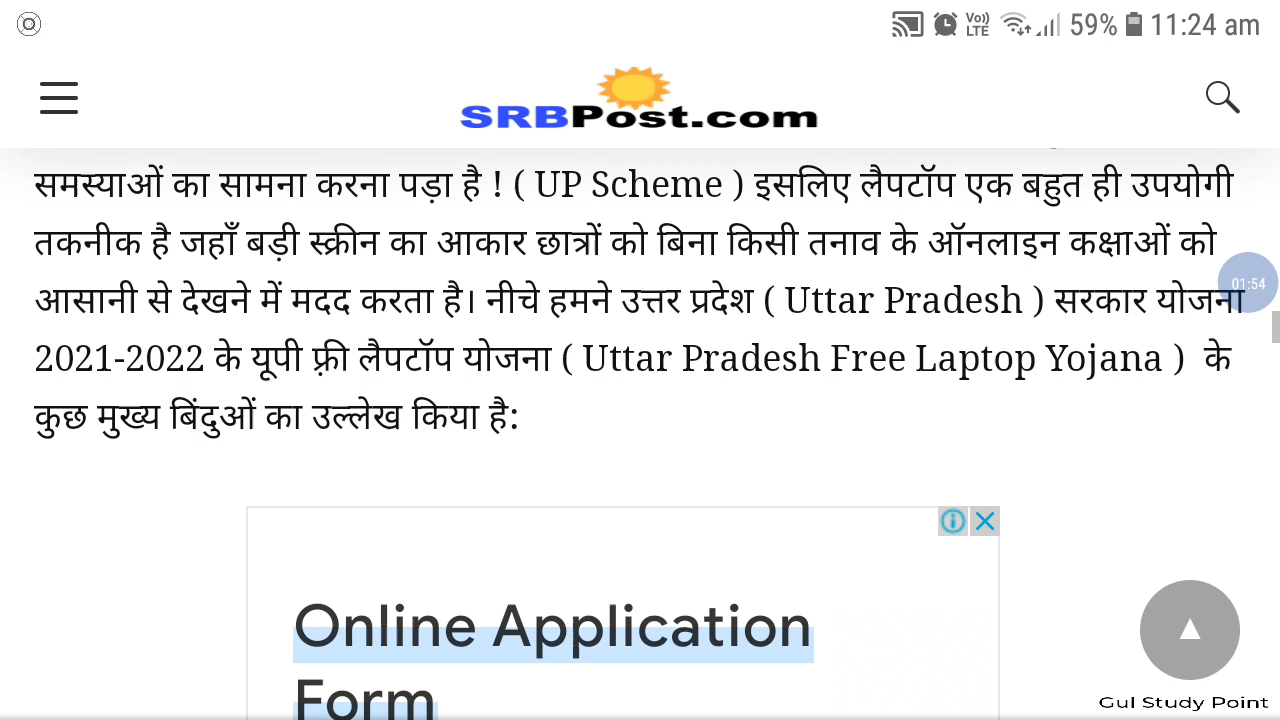 59% 11:24 am
Vo))
LTE
SRBPost.com
समस्याओं का सामना करना पड़ा है ! ( UP Scheme ) इसलिए लैपटॉप एक बहुत ही उपयोगी
तकनीक है जहाँ बड़ी स्क्रीन का आकार छात्रों को बिना किसी तनाव के ऑनलाइन कक्षाओं को
आसानी से देखने में मदद करता है। नीचे हमने उत्तर प्रदेश ( Uttar Pradesh ) सरकार योजना
01:54
2021-2022 के यूपी फ़्री लैपटॉप योजना ( Uttar Pradesh Free Laptop Yojana ) के
कुछ मुख्य बिंदुओं का उल्लेख किया है:
Online Application
Form
Gul Study Point